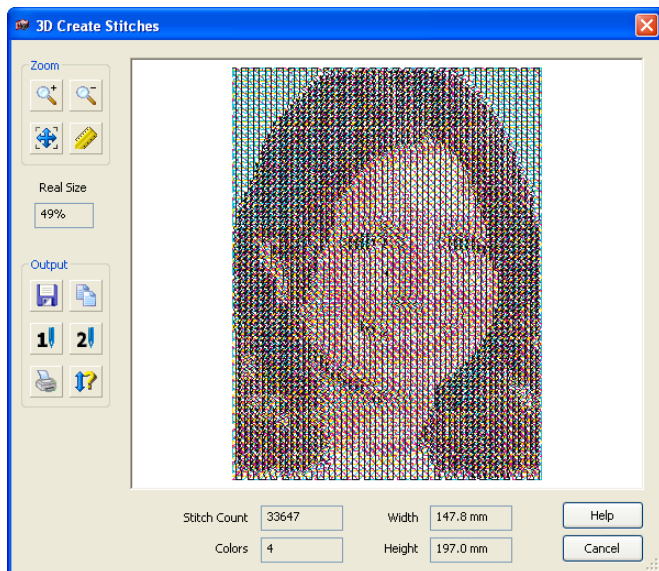 3D Create Stitches
Zoom
Real Size
49%
Output
1
2
?
Stitch Count 33647 Width 147.8 mm Help
Colors 4 Height 197.0 mm Cancel